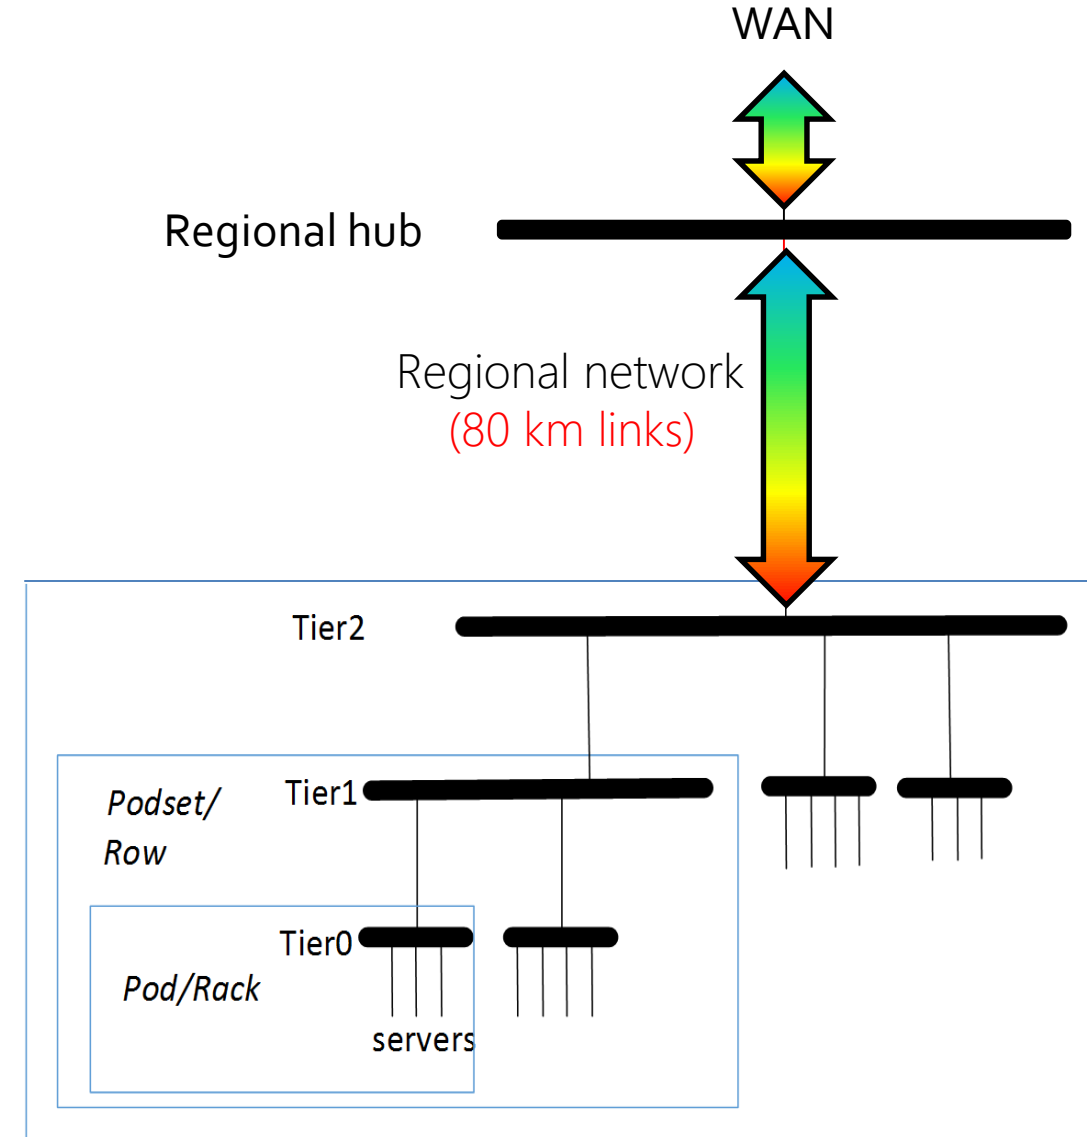 WAN
Regional hub
Regional network
(80 km links)
Tier2
Tier1
Podset/
Row
Tier0
Pod/Rack
servers